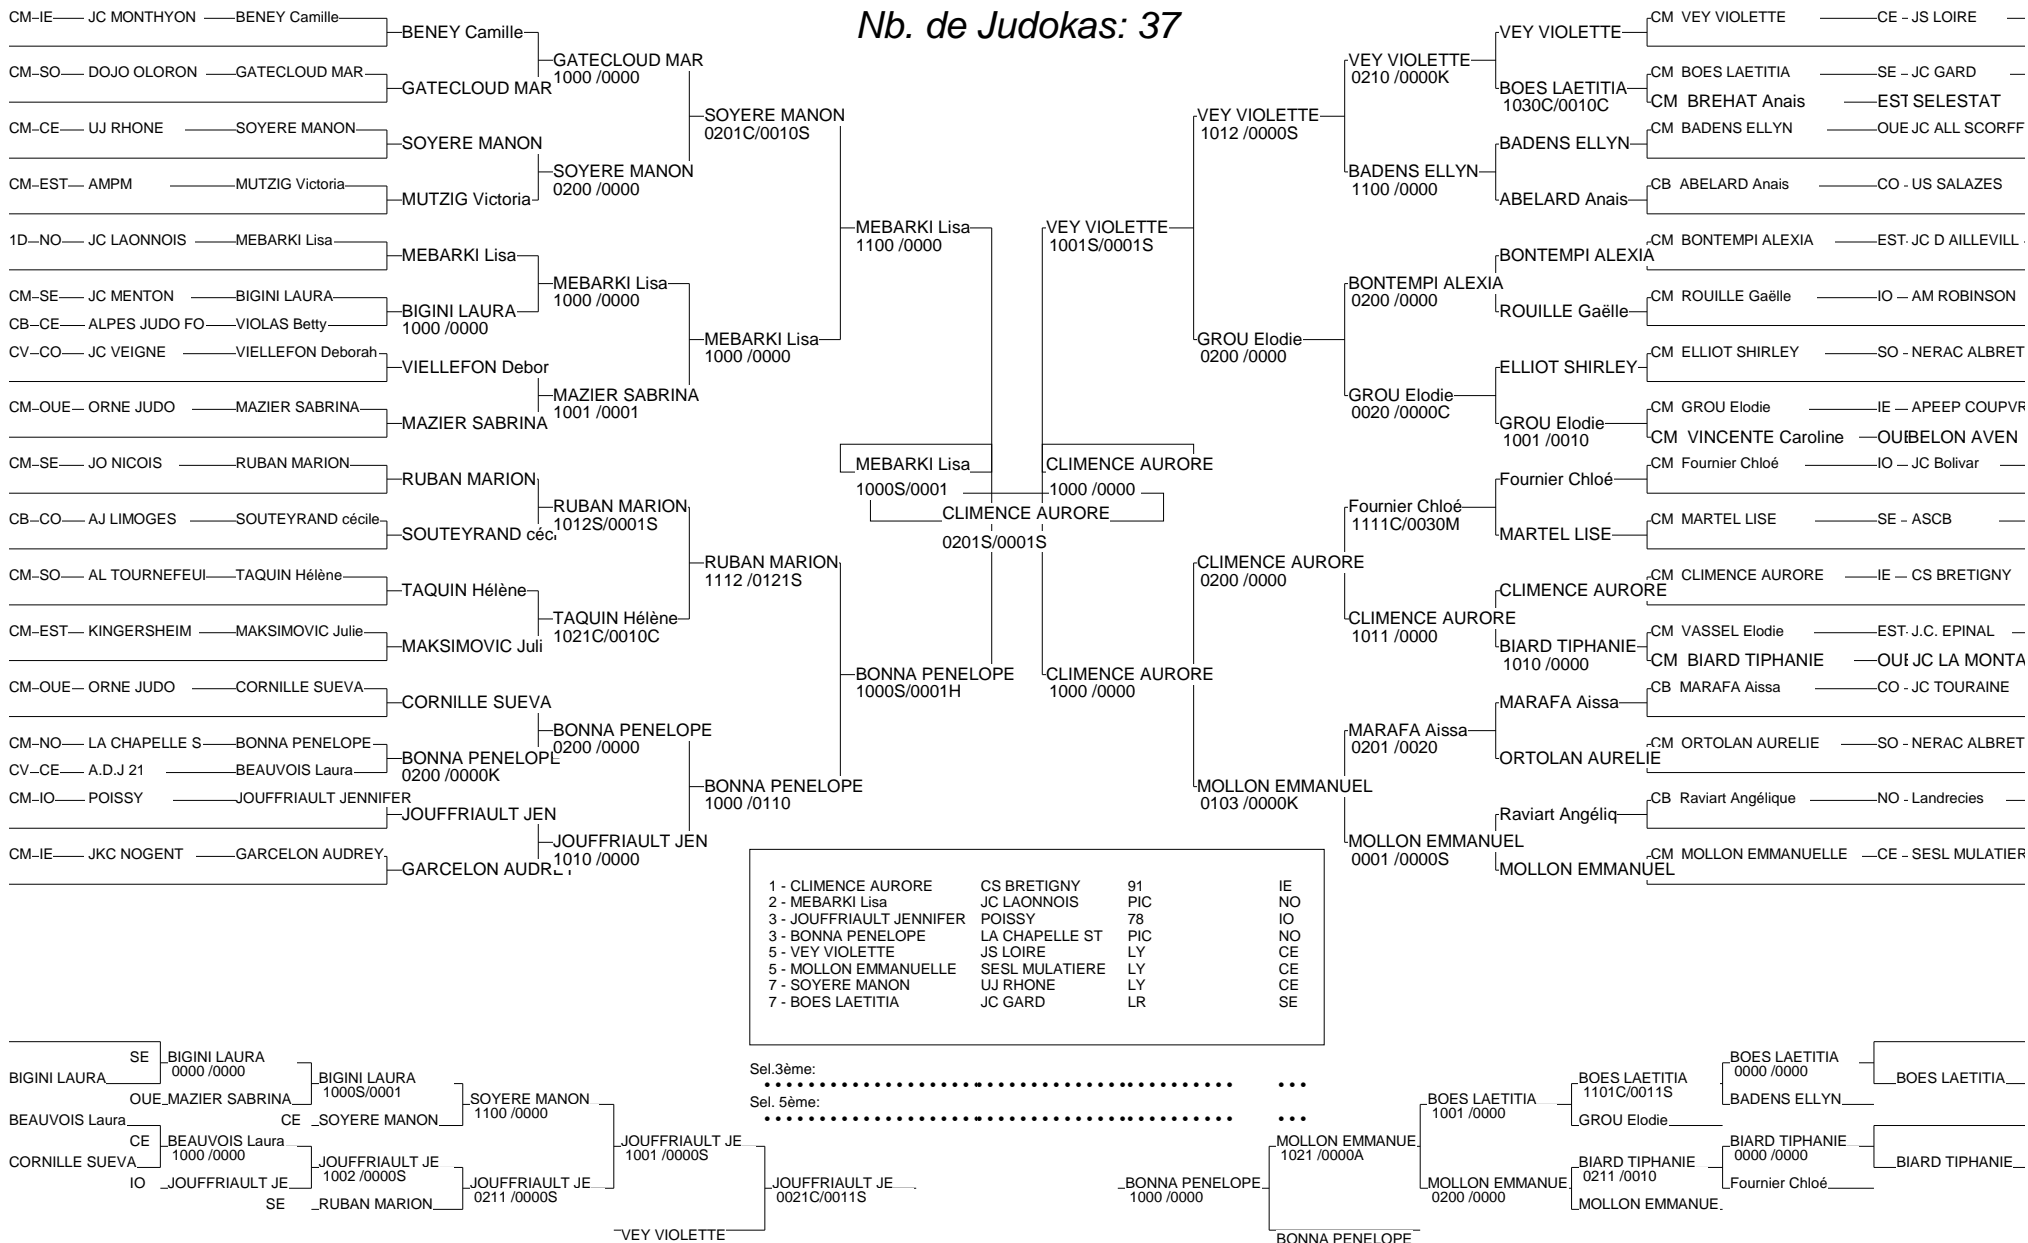 Nb. de Judokas: 37
CM-IE JC MONTHYON BENEY Camille
CM-SO DOJO OLORON GATECLOUD MAR
CM-CE UJ RHONE SOYERE MANON
CM-EST AMPM MUTZIG Victoria
1D-NO JC LAONNOIS MEBARKI Lisa
CM-SE JC MENTON BIGINI LAURA
CB-CE ALPES JUDO FO VIOLAS Betty
CV-CO JC VEIGNE VIELLEFON Deborah
CM-OUE ORNE JUDO MAZIER SABRINA
CM-SE JO NICOIS RUBAN MARION
CB-CO AJ LIMOGES SOUTEYRAND cécile
CM-SO AL TOURNEFEUI TAQUIN Hélène
CM-EST KINGERSHEIM MAKSIMOVIC Julie
CM-OUE ORNE JUDO CORNILLE SUEVA
CM-NO LA CHAPELLE S BONNA PENELOPE
CV-CE A.D.J 21 BEAUVOIS Laura
CM-IO POISSY JOUFFRIAULT JENNIFER
CM-IE JKC NOGENT GARCELON AUDREY
BENEY Camille
GATECLOUD MAR
SOYERE MANON
MUTZIG Victoria
MEBARKI Lisa
BIGINI LAURA
1000 /0000
VIELLEFON Debor
MAZIER SABRINA
RUBAN MARION
SOUTEYRAND céci
TAQUIN Hélène
MAKSIMOVIC Juli
CORNILLE SUEVA
BONNA PENELOPE
0200 /0000K
JOUFFRIAULT JEN
GARCELON AUDREY
GATECLOUD MAR
1000 /0000
SOYERE MANON
0200 /0000
MEBARKI Lisa
1000 /0000
MAZIER SABRINA
1001 /0001
RUBAN MARION
1012S/0001S
TAQUIN Hélène
1021C/0010C
BONNA PENELOPE
0200 /0000
JOUFFRIAULT JEN
1010 /0000
SOYERE MANON
0201C/0010S
MEBARKI Lisa
1000 /0000
RUBAN MARION
1112 /0121S
BONNA PENELOPE
1000 /0110
MEBARKI Lisa
1100 /0000
BONNA PENELOPE
1000S/0001H
MEBARKI Lisa
1000S/0001
CLIMENCE AURORE
1000 /0000
CLIMENCE AURORE
0201S/0001S
VEY VIOLETTE
1001S/0001S
CLIMENCE AURORE
1000 /0000
VEY VIOLETTE
1012 /0000S
GROU Elodie
0200 /0000
CLIMENCE AURORE
0200 /0000
MOLLON EMMANUEL
0103 /0000K
VEY VIOLETTE
0210 /0000K
BADENS ELLYN
1100 /0000
BONTEMPI ALEXIA
0200 /0000
GROU Elodie
0020 /0000C
Fournier Chloé
1111C/0030M
CLIMENCE AURORE
1011 /0000
MARAFA Aissa
0201 /0020
MOLLON EMMANUEL
0001 /0000S
VEY VIOLETTE
BOES LAETITIA
1030C/0010C
BADENS ELLYN
ABELARD Anais
BONTEMPI ALEXIA
ROUILLE Gaëlle
ELLIOT SHIRLEY
GROU Elodie
1001 /0010
Fournier Chloé
MARTEL LISE
CLIMENCE AURORE
BIARD TIPHANIE
1010 /0000
MARAFA Aissa
ORTOLAN AURELIE
Raviart Angéliq
MOLLON EMMANUEL
CM VEY VIOLETTE CE - JS LOIRE
CM BOES LAETITIA SE - JC GARD
CM BREHAT Anais EST SELESTAT
CM BADENS ELLYN OUE JC ALL SCORFF
CB ABELARD Anais CO - US SALAZES
CM BONTEMPI ALEXIA EST- JC D AILLEVILL
CM ROUILLE Gaëlle IO - AM ROBINSON
CM ELLIOT SHIRLEY SO - NERAC ALBRET
CM GROU Elodie IE - APEEP COUPVR
CM VINCENTE Caroline OUE BELON AVEN
CM Fournier Chloé IO - JC Bolivar
CM MARTEL LISE SE - ASCB
CM CLIMENCE AURORE IE - CS BRETIGNY
CM VASSEL Elodie EST- J.C. EPINAL
CM BIARD TIPHANIE OUE JC LA MONTA
CB MARAFA Aissa CO - JC TOURAINE
CM ORTOLAN AURELIE SO - NERAC ALBRET
CB Raviart Angélique NO - Landrecies
CM MOLLON EMMANUELLE CE - SESL MULATIER
1 - CLIMENCE AURORE CS BRETIGNY 91 IE
2 - MEBARKI Lisa JC LAONNOIS PIC NO
3 - JOUFFRIAULT JENNIFER POISSY 78 IO
3 - BONNA PENELOPE LA CHAPELLE ST PIC NO
5 - VEY VIOLETTE JS LOIRE LY CE
5 - MOLLON EMMANUELLE SESL MULATIERE LY CE
7 - SOYERE MANON UJ RHONE LY CE
7 - BOES LAETITIA JC GARD LR SE
Sel.3ème:
Sel. 5ème:
BIGINI LAURA
BEAUVOIS Laura
CORNILLE SUEVA
SE BIGINI LAURA
0000 /0000
OUE MAZIER SABRINA
CE BEAUVOIS Laura
1000 /0000
IO JOUFFRIAULT JE
BIGINI LAURA
1000S/0001
CE SOYERE MANON
JOUFFRIAULT JE
1002 /0000S
SE RUBAN MARION
SOYERE MANON
1100 /0000
JOUFFRIAULT JE
0211 /0000S
JOUFFRIAULT JE
1001 /0000S
VEY VIOLETTE
JOUFFRIAULT JE
0021C/0011S
BONNA PENELOPE
1000 /0000
MOLLON EMMANUE
1021 /0000A
BONNA PENELOPE
BOES LAETITIA
1001 /0000
MOLLON EMMANUE
0200 /0000
BOES LAETITIA
1101C/0011S
GROU Elodie
BIARD TIPHANIE
0211 /0010
MOLLON EMMANUE
BOES LAETITIA
0000 /0000
BADENS ELLYN
BIARD TIPHANIE
0000 /0000
Fournier Chloé
BOES LAETITIA
BIARD TIPHANIE